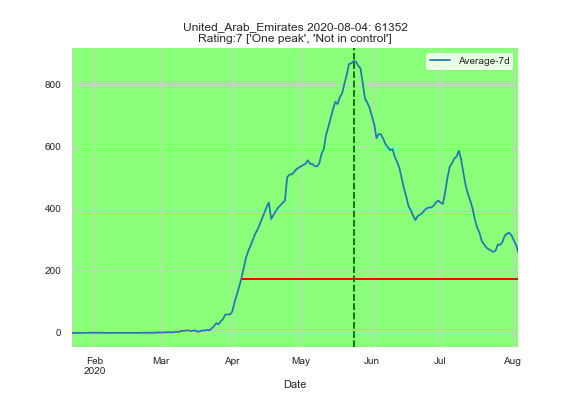 United_Arab_Emirates 2020-08-04: 61352
Rating:7 ['One peak', 'Not in control']
Average-7d
800
600
400
200
0
Feb Mar Apr May Jun Jul Aug
2020
Date